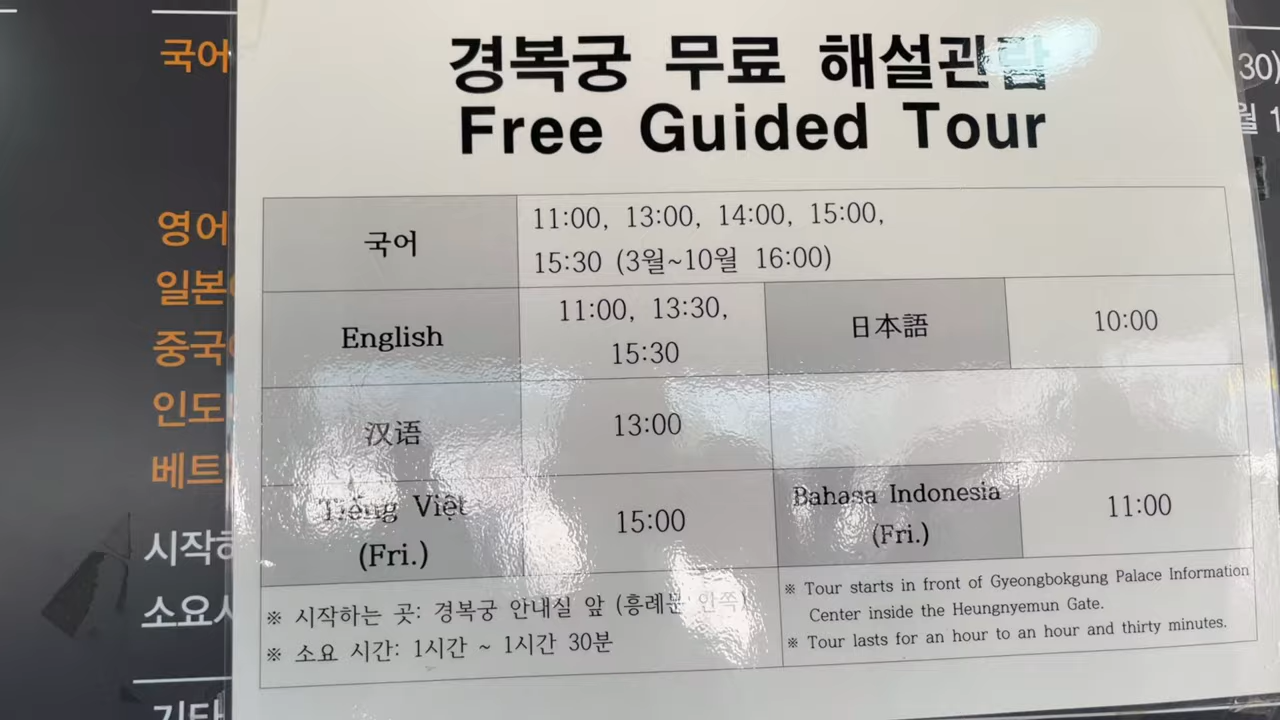 경복궁 무료 해설관람
Free Guided Tour
국어
11:00, 13:00, 14:00, 15:00,
15:30 (3월~10월 16:00)
English
11:00, 13:30,
15:30
日本語
10:00
汉语
13:00
Tiếng Việt
(Fri.)
15:00
Bahasa Indonesia
(Fri.)
11:00
※ 시작하는 곳: 경복궁 안내실 앞 (흥례문 안쪽)
※ 소요 시간: 1시간 ~ 1시간 30분
※ Tour starts in front of Gyeongbokgung Palace Information
Center inside the Heungnyemun Gate.
※ Tour lasts for an hour to an hour and thirty minutes.
국어
영어
일본
중국
인도
베트
시작하
소요
기타
30)
월 1